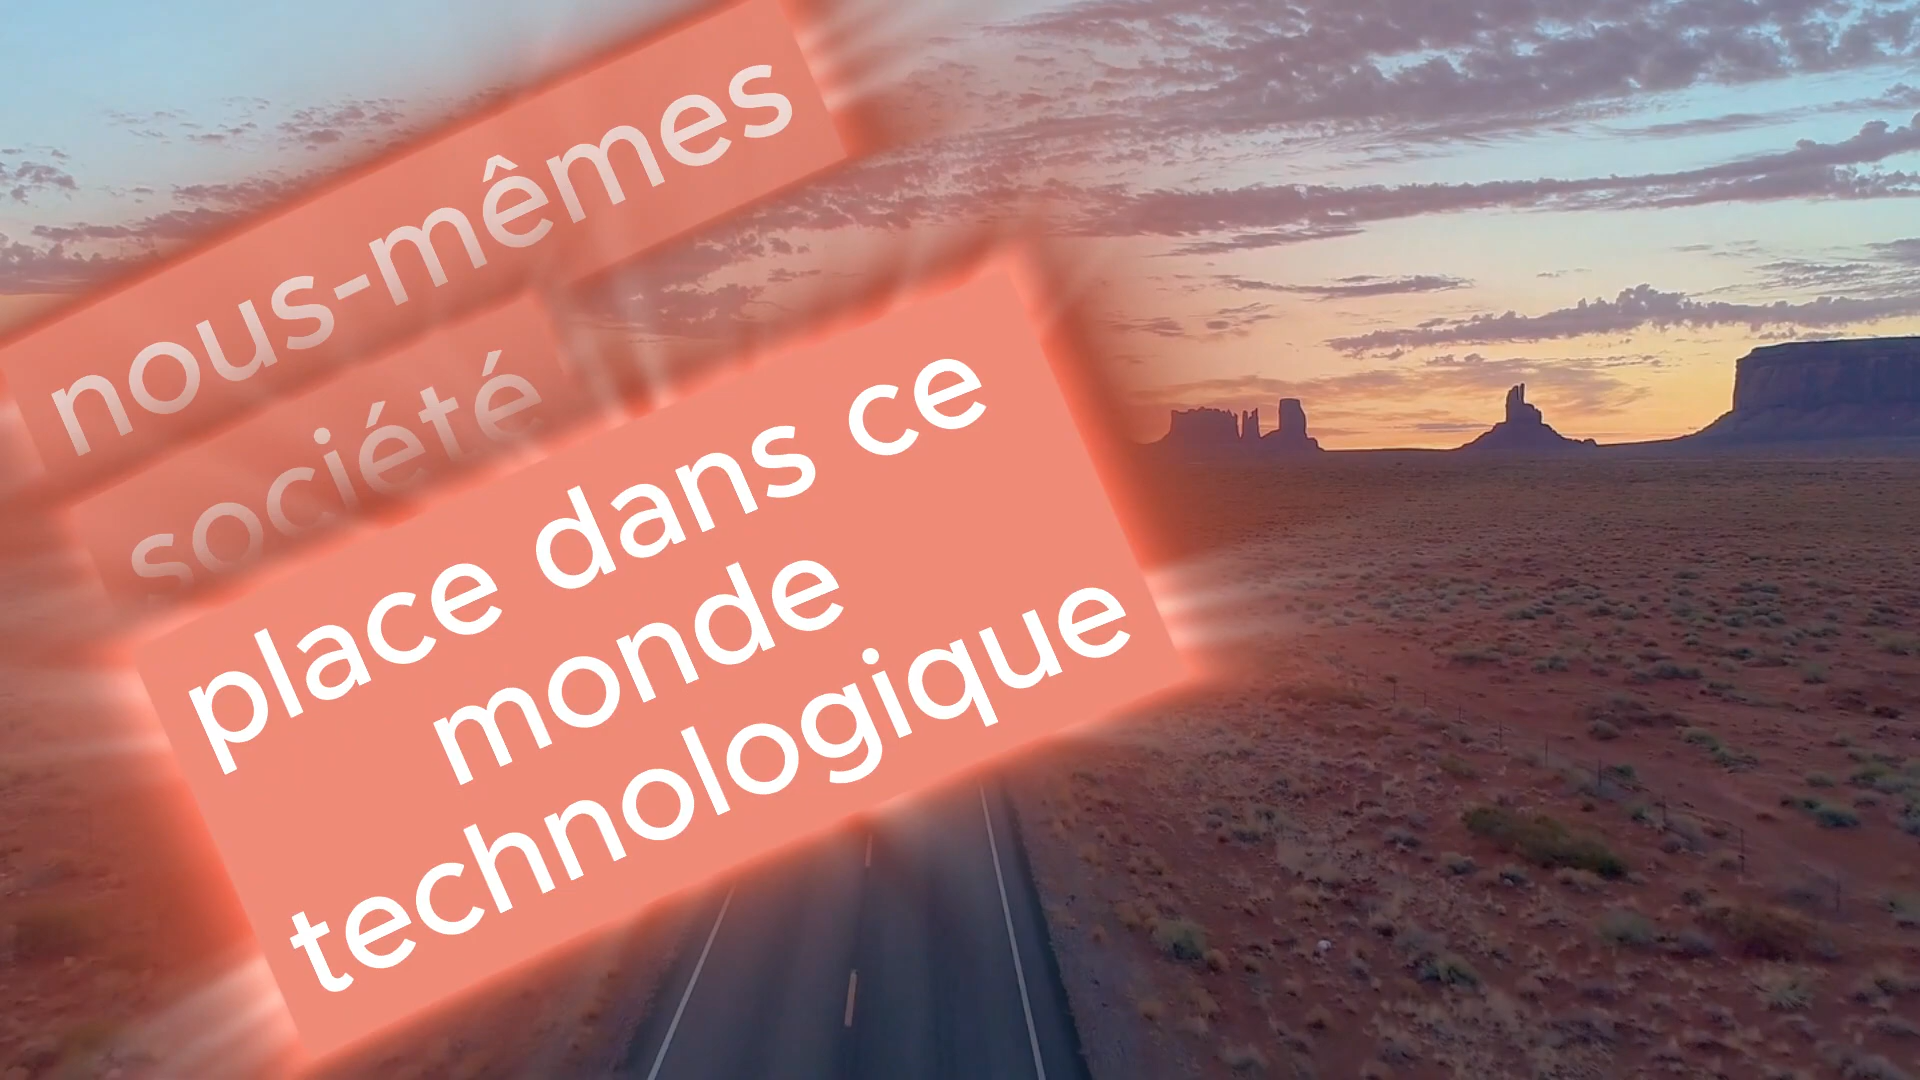 nous-mêmes
société
place dans ce
monde
technologique